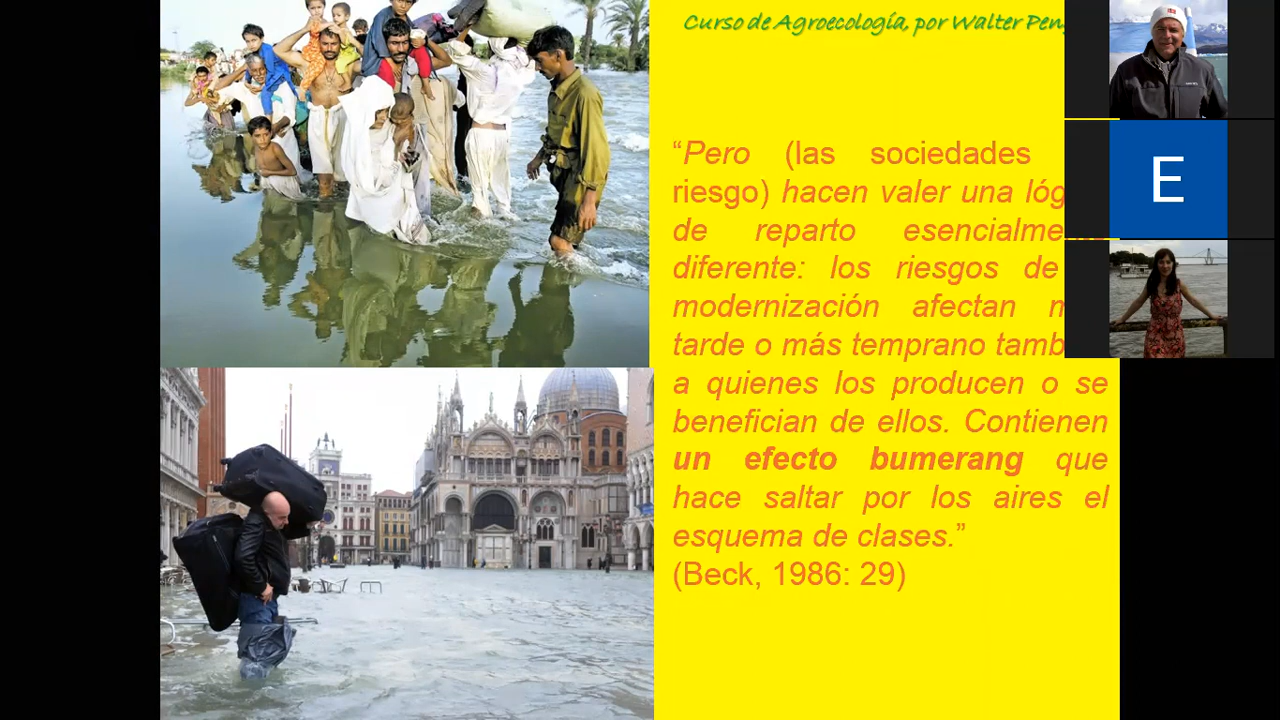 Curso de Agroecología, por Walter
“Pero (las sociedades
riesgo) hacen valer una
de reparto
diferente: los riesgos de
modernización afectan
tarde o más temprano
a quienes los producen o se
benefician de ellos. Contienen
un efecto bumerang que
hace saltar por los aires el
esquema de clases.”
(Beck, 1986: 29)
E